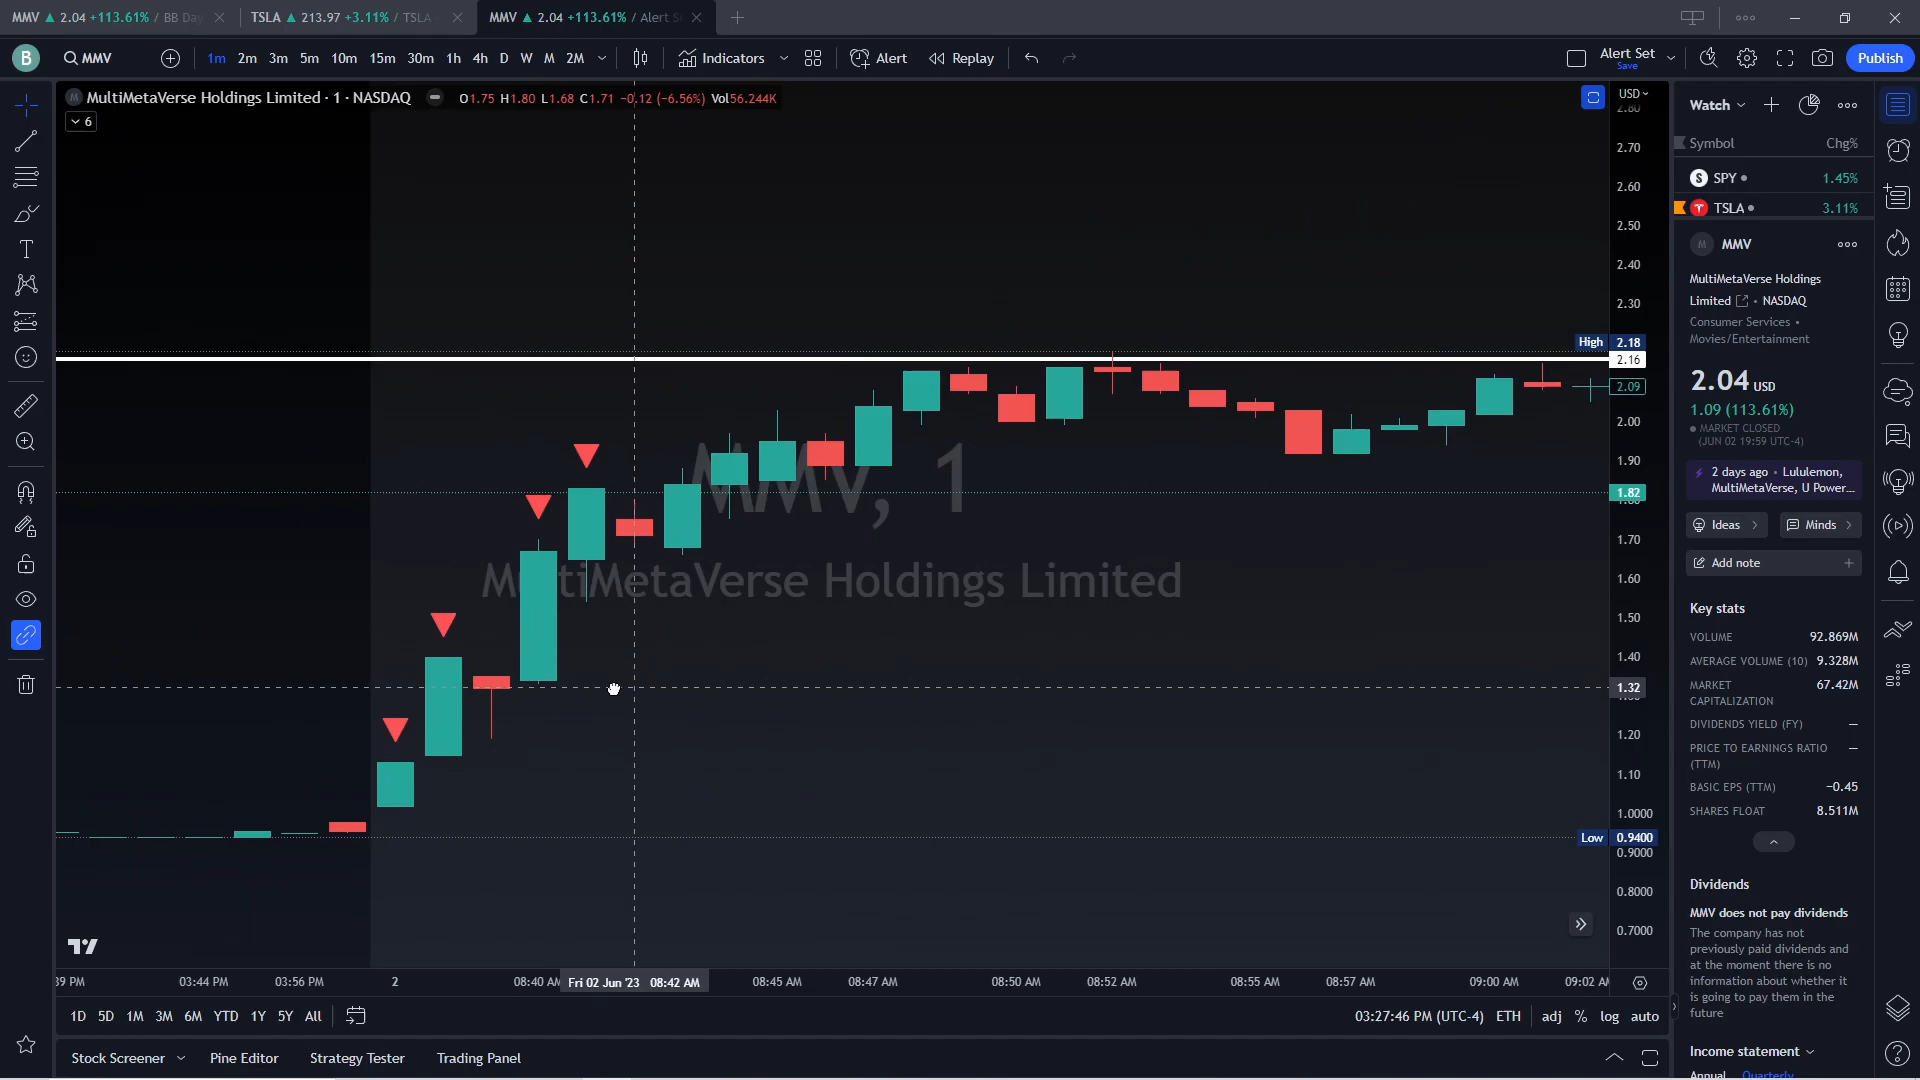 MMV ▲ 2.04 +113.61% / BB Day
TSLA ▲ 213.97 +3.11% / TSLA
MMV ▲ 2.04 +113.61% / Alert S
B
MMV
1m 2m 3m 5m 10m 15m 30m 1h 4h D W M 2M
Indicators
Alert
Replay
Alert Set
Save
Publish
MultiMetaVerse Holdings Limited · 1 · NASDAQ
O1.75 H1.80 L1.68 C1.71 −0.12 (−6.56%) Vol56.244K
6
USD
2.80
2.70
2.60
2.50
2.40
2.30
High 2.18
2.16
2.09
2.00
1.90
1.82
1.70
1.60
1.50
1.40
1.32
1.20
1.10
1.0000
Low 0.9400
0.9000
0.8000
0.7000
MMV, 1
MultiMetaVerse Holdings Limited
39 PM 03:44 PM 03:56 PM 2 08:40 AM Fri 02 Jun '23 08:42 AM 08:45 AM 08:47 AM 08:50 AM 08:52 AM 08:55 AM 08:57 AM 09:00 AM 09:02 AM
1D 5D 1M 3M 6M YTD 1Y 5Y All
03:27:46 PM (UTC-4) ETH adj % log auto
Stock Screener Pine Editor Strategy Tester Trading Panel
Watch
Symbol Chg%
S SPY 1.45%
TSLA 3.11%
M MMV
MultiMetaVerse Holdings
Limited • NASDAQ
Consumer Services •
Movies/Entertainment
2.04 USD
1.09 (113.61%)
MARKET CLOSED
(JUN 02 19:59 UTC-4)
2 days ago • Lululemon,
MultiMetaVerse, U Power...
Ideas
Minds
Add note
Key stats
VOLUME 92.869M
AVERAGE VOLUME (10) 9.328M
MARKET 67.42M
CAPITALIZATION
DIVIDENDS YIELD (FY) —
PRICE TO EARNINGS RATIO —
(TTM)
BASIC EPS (TTM) −0.45
SHARES FLOAT 8.511M
Dividends
MMV does not pay dividends
The company has not
previously paid dividends and
at the moment there is no
information about whether it
is going to pay them in the
future
Income statement
Annual Quarterly